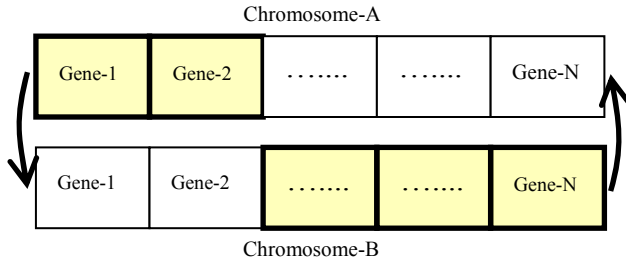 Chromosome-A
Gene-1 Gene-2 ……. ……. Gene-N
Gene-1 Gene-2 ……. ……. Gene-N
Chromosome-B